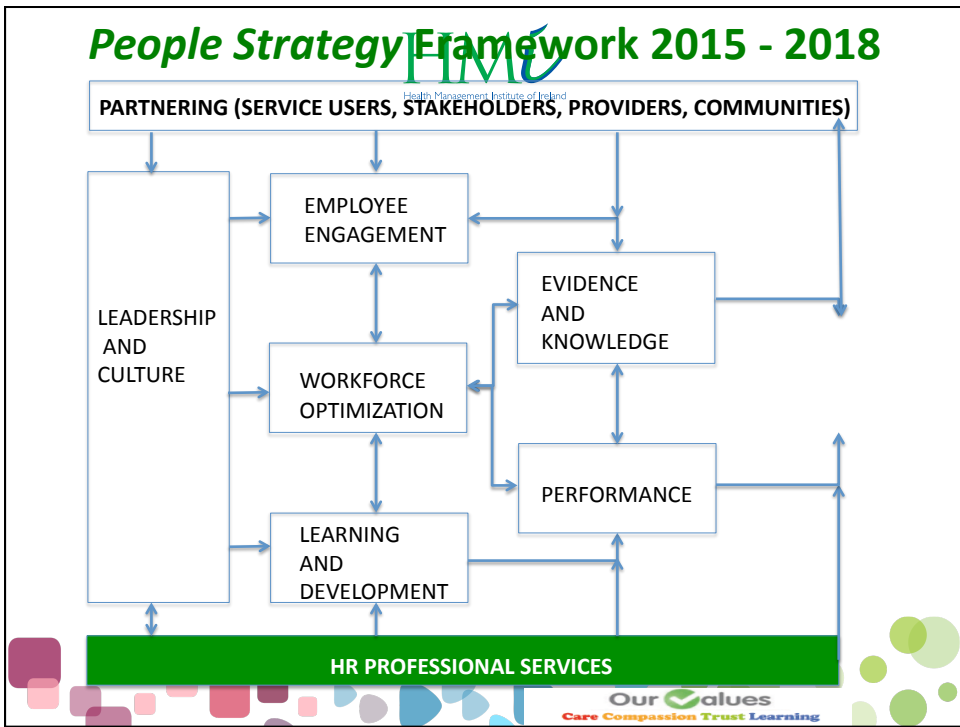 People Strategy Framework 2015 - 2018
HMi
Health Management Institute of Ireland
PARTNERING (SERVICE USERS, STAKEHOLDERS, PROVIDERS, COMMUNITIES)
EMPLOYEE
ENGAGEMENT
EVIDENCE
AND
KNOWLEDGE
LEADERSHIP
AND
CULTURE
WORKFORCE
OPTIMIZATION
PERFORMANCE
LEARNING
AND
DEVELOPMENT
HR PROFESSIONAL SERVICES
Our Values
Care Compassion Trust Learning